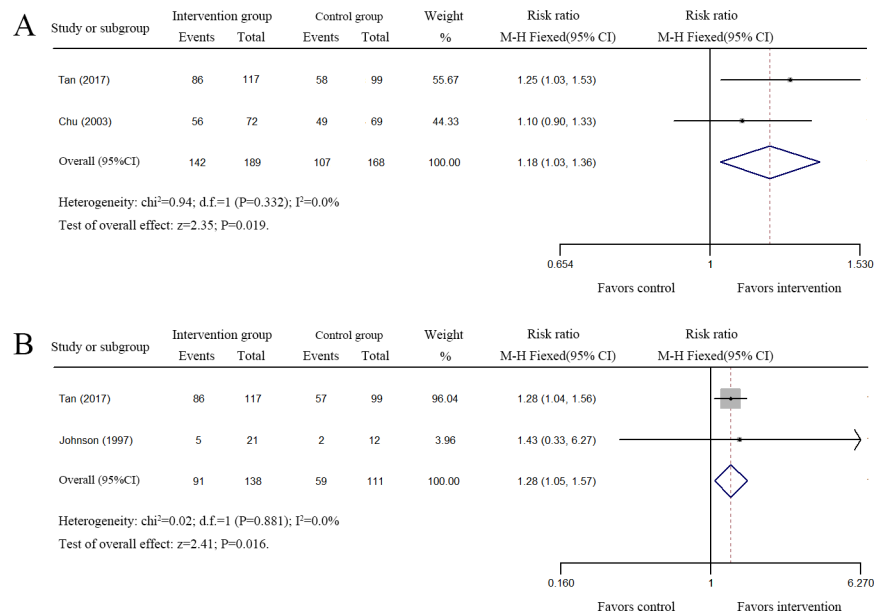 A
Study or subgroup Intervention group Control group Weight Risk ratio Risk ratio
Events Total Events Total % M-H Fiexed(95% CI) M-H Fiexed(95% CI)
Tan (2017) 86 117 58 99 55.67 1.25 (1.03, 1.53)
Chu (2003) 56 72 49 69 44.33 1.10 (0.90, 1.33)
Overall (95%CI) 142 189 107 168 100.00 1.18 (1.03, 1.36)
Heterogeneity: chi²=0.94; d.f.=1 (P=0.332); I²=0.0%
Test of overall effect: z=2.35; P=0.019.
0.654 1 1.530
Favors control Favors intervention
B
Study or subgroup Intervention group Control group Weight Risk ratio Risk ratio
Events Total Events Total % M-H Fiexed(95% CI) M-H Fiexed(95% CI)
Tan (2017) 86 117 57 99 96.04 1.28 (1.04, 1.56)
Johnson (1997) 5 21 2 12 3.96 1.43 (0.33, 6.27)
Overall (95%CI) 91 138 59 111 100.00 1.28 (1.05, 1.57)
Heterogeneity: chi²=0.02; d.f.=1 (P=0.881); I²=0.0%
Test of overall effect: z=2.41; P=0.016.
0.160 1 6.270
Favors control Favors intervention